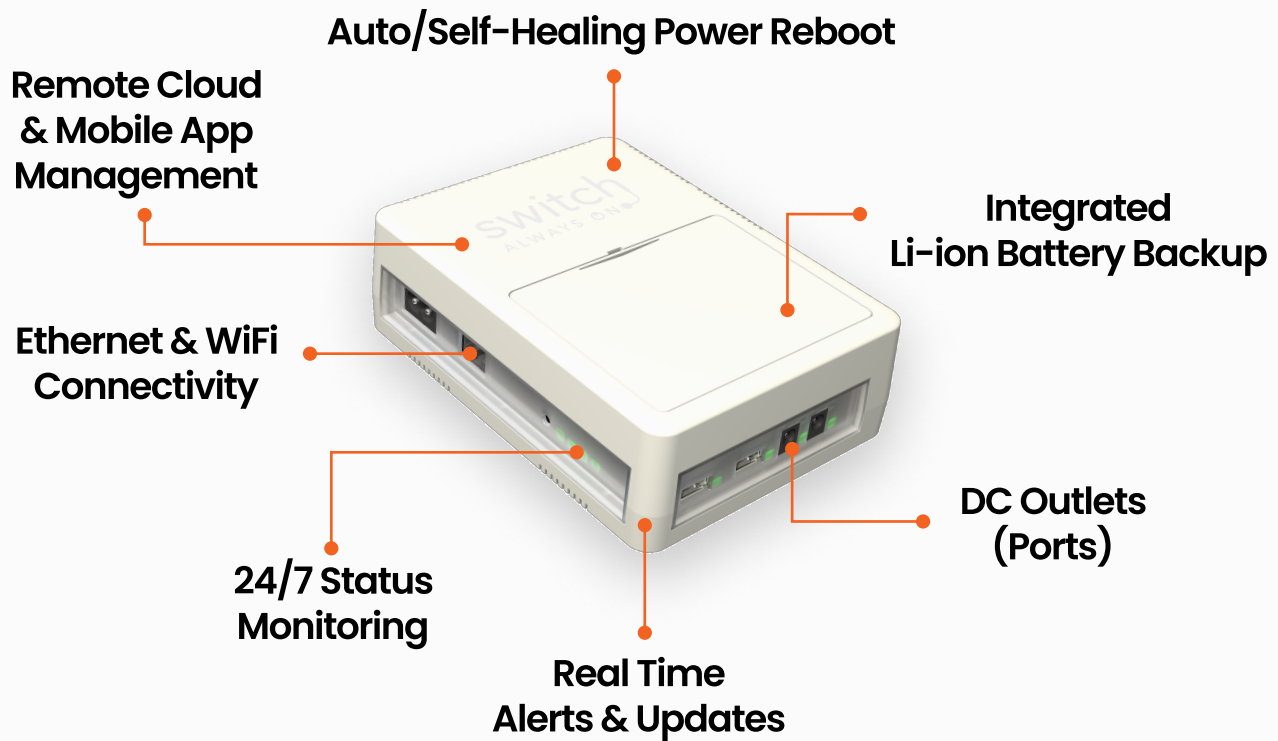 Auto/Self-Healing Power Reboot
Remote Cloud
& Mobile App
Management
switch
ALWAYS ON
Integrated
Li-ion Battery Backup
Ethernet & WiFi
Connectivity
DC Outlets
(Ports)
24/7 Status
Monitoring
Real Time
Alerts & Updates